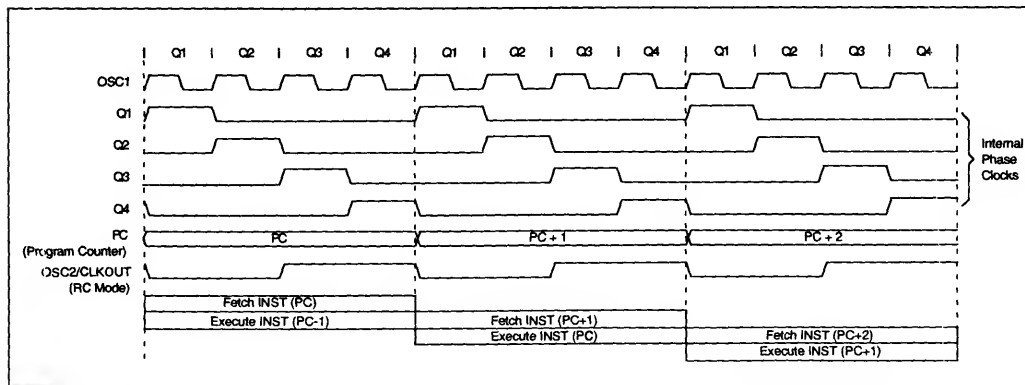 Q1 | Q2 | Q3 | Q4 | Q1 | Q2 | Q3 | Q4 | Q1 | Q2 | Q3 | Q4
OSC1
Q1
Q2
Q3
Q4
Internal
Phase
Clocks
PC
(Program Counter)
PC
PC + 1
PC + 2
OSC2/CLKOUT
(RC Mode)
Fetch INST (PC)
Execute INST (PC-1)
Fetch INST (PC+1)
Execute INST (PC)
Fetch INST (PC+2)
Execute INST (PC+1)